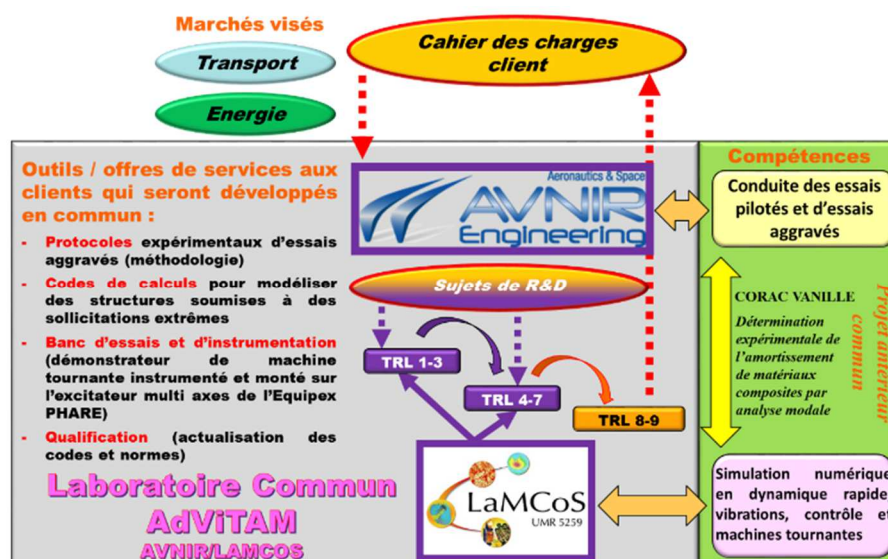 Marchés visés
Transport
Energie
Cahier des charges
client
Outils / offres de services aux
clients qui seront développés
en commun :
- Protocoles expérimentaux d'essais
aggravés (méthodologie)
- Codes de calculs pour modéliser
des structures soumises à des
sollicitations extrêmes
- Banc d'essais et d'instrumentation
(démonstrateur de machine
tournante instrumenté et monté sur
l'excitateur multi axes de l'Equipex
PHARE)
- Qualification (actualisation des
codes et normes)
Laboratoire Commun
AdViTAM
AVNIR/LAMCOS
Aeronautics & Space
AVNIR
Engineering
Sujets de R&D
TRL 1-3
TRL 4-7
TRL 8-9
LaMCoS
UMR 5259
Compétences
Conduite des essais
pilotés et d'essais
aggravés
CORAC VANILLE
Détermination
expérimentale de
l'amortissement
de matériaux
composites par
analyse modale
Projet antérieur
commun
Simulation numérique
en dynamique rapide,
vibrations, contrôle et
machines tournantes